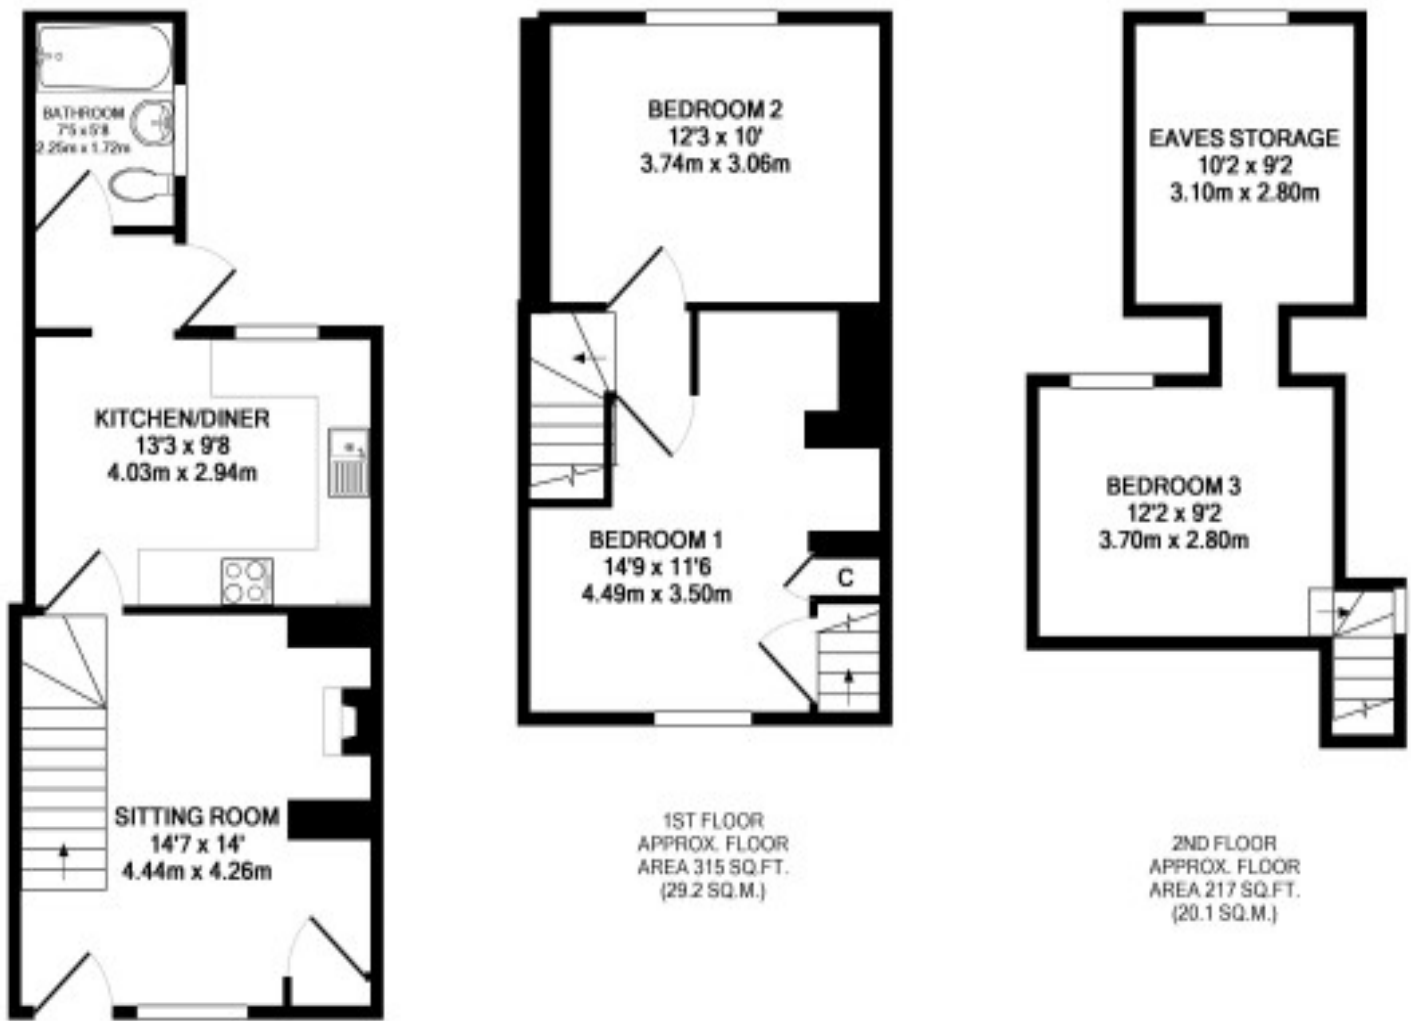 BATHROOM
7'5 x 5'8
2.25m x 1.72m
KITCHEN/DINER
13'3 x 9'8
4.03m x 2.94m
SITTING ROOM
14'7 x 14'
4.44m x 4.26m
BEDROOM 2
12'3 x 10'
3.74m x 3.06m
BEDROOM 1
14'9 x 11'6
4.49m x 3.50m
C
1ST FLOOR
APPROX. FLOOR
AREA 315 SQ.FT.
(29.2 SQ.M.)
EAVES STORAGE
10'2 x 9'2
3.10m x 2.80m
BEDROOM 3
12'2 x 9'2
3.70m x 2.80m
2ND FLOOR
APPROX. FLOOR
AREA 217 SQ.FT.
(20.1 SQ.M.)